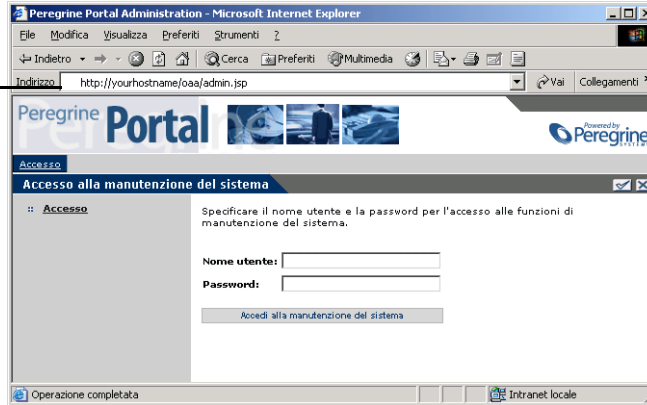 Peregrine Portal Administration - Microsoft Internet Explorer
File Modifica Visualizza Preferiti Strumenti ?
Indietro Cerca Preferiti Multimedia
Indirizzo http://yourhostname/oaa/admin.jsp Vai Collegamenti
Peregrine Portal
Powered by
Peregrine
SYSTEMS
Accesso
Accesso alla manutenzione del sistema
Accesso
Specificare il nome utente e la password per l'accesso alle funzioni di
manutenzione del sistema.
Nome utente:
Password:
Accedi alla manutenzione del sistema
Operazione completata Intranet locale